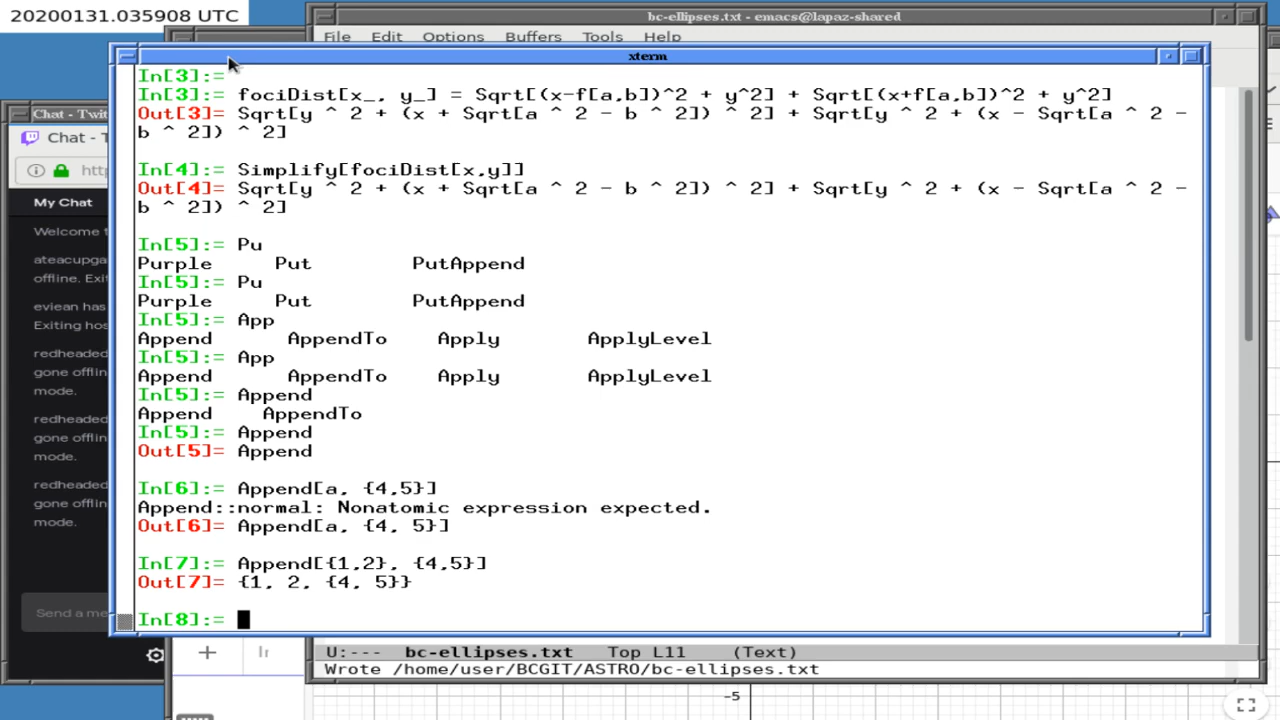 20200131.035908 UTC
bc-ellipses.txt - emacs@lapaz-shared
File Edit Options Buffers Tools Help
xterm
Chat - Twit
Chat - T
http
My Chat
Welcome t
ateacupga
offline. Exit
eviean has
Exiting hos
redheaded
gone offlin
mode.
redheaded
gone offlin
mode.
redheaded
gone offlin
mode.
Send a me
In[3]:=
In[3]:= fociDist[x_, y_] = Sqrt[(x-f[a,b])^2 + y^2] + Sqrt[(x+f[a,b])^2 + y^2]
Out[3]= Sqrt[y ^ 2 + (x + Sqrt[a ^ 2 - b ^ 2]) ^ 2] + Sqrt[y ^ 2 + (x - Sqrt[a ^ 2 -
b ^ 2]) ^ 2]
In[4]:= Simplify[fociDist[x,y]]
Out[4]= Sqrt[y ^ 2 + (x + Sqrt[a ^ 2 - b ^ 2]) ^ 2] + Sqrt[y ^ 2 + (x - Sqrt[a ^ 2 -
b ^ 2]) ^ 2]
In[5]:= Pu
Purple Put PutAppend
In[5]:= Pu
Purple Put PutAppend
In[5]:= App
Append AppendTo Apply ApplyLevel
In[5]:= App
Append AppendTo Apply ApplyLevel
In[5]:= Append
Append AppendTo
In[5]:= Append
Out[5]= Append
In[6]:= Append[a, {4,5}]
Append::normal: Nonatomic expression expected.
Out[6]= Append[a, {4, 5}]
In[7]:= Append[{1,2}, {4,5}]
Out[7]= {1, 2, {4, 5}}
In[8]:=
U:--- bc-ellipses.txt Top L11 (Text)
Wrote /home/user/BCGIT/ASTRO/bc-ellipses.txt
-5